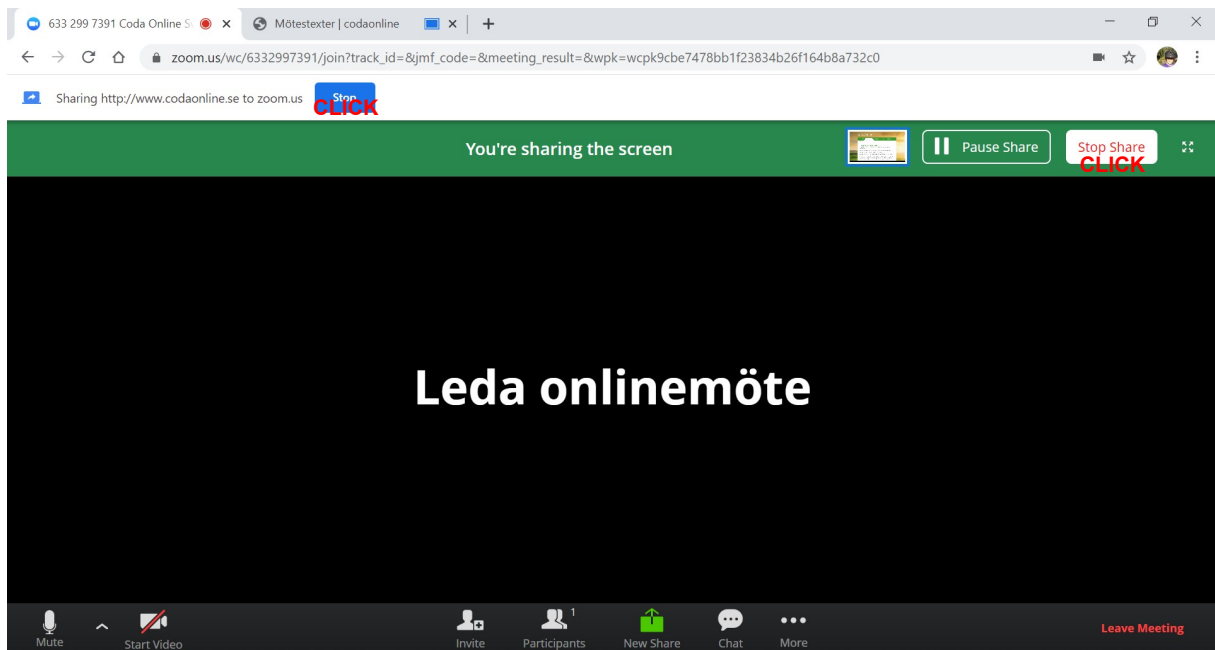 633 299 7391 Coda Online S
Mötestexter | codaonline
zoom.us/wc/6332997391/join?track_id=&jmf_code=&meeting_result=&wpk=wcpk9cbe7478bb1f23834b26f164b8a732c0
Sharing http://www.codaonline.se to zoom.us Stop
CLICK
You're sharing the screen Pause Share Stop Share
CLICK
Leda onlinemöte
1
Mute Start Video Invite Participants New Share Chat More Leave Meeting